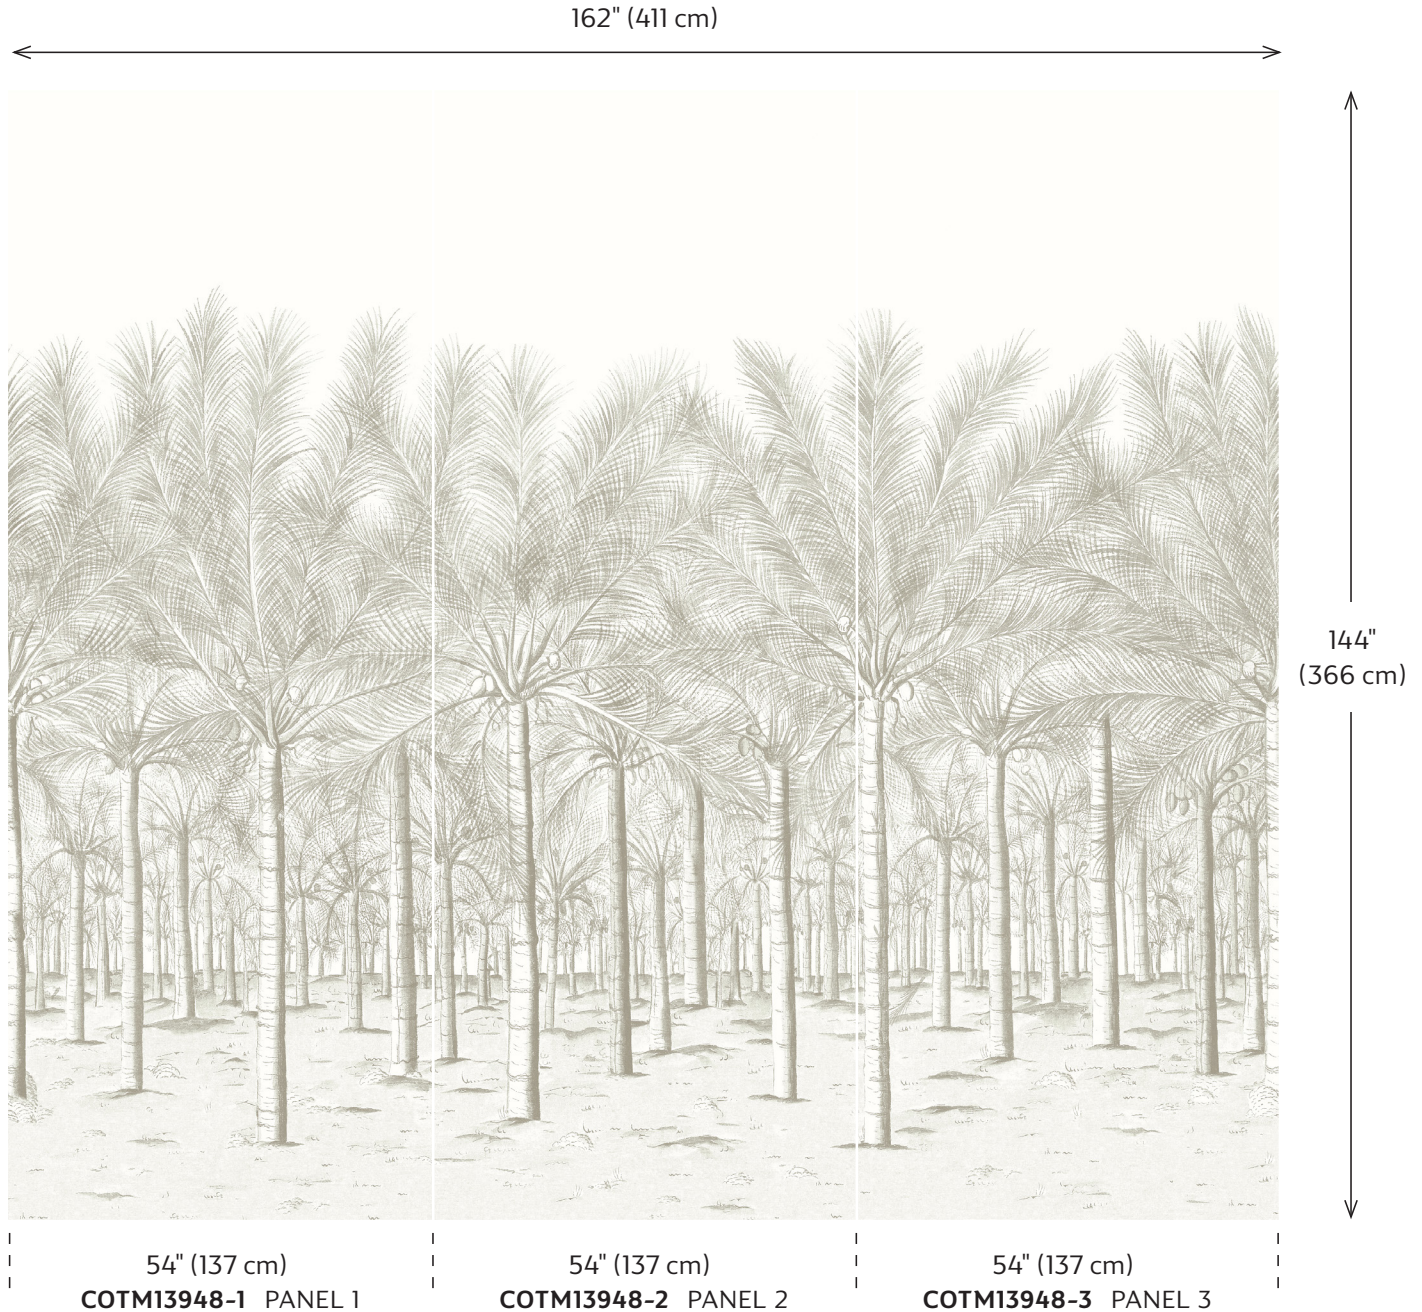 162" (411 cm)
144"
(366 cm)
54" (137 cm)
COTM13948-1 PANEL 1
54" (137 cm)
COTM13948-2 PANEL 2
54" (137 cm)
COTM13948-3 PANEL 3